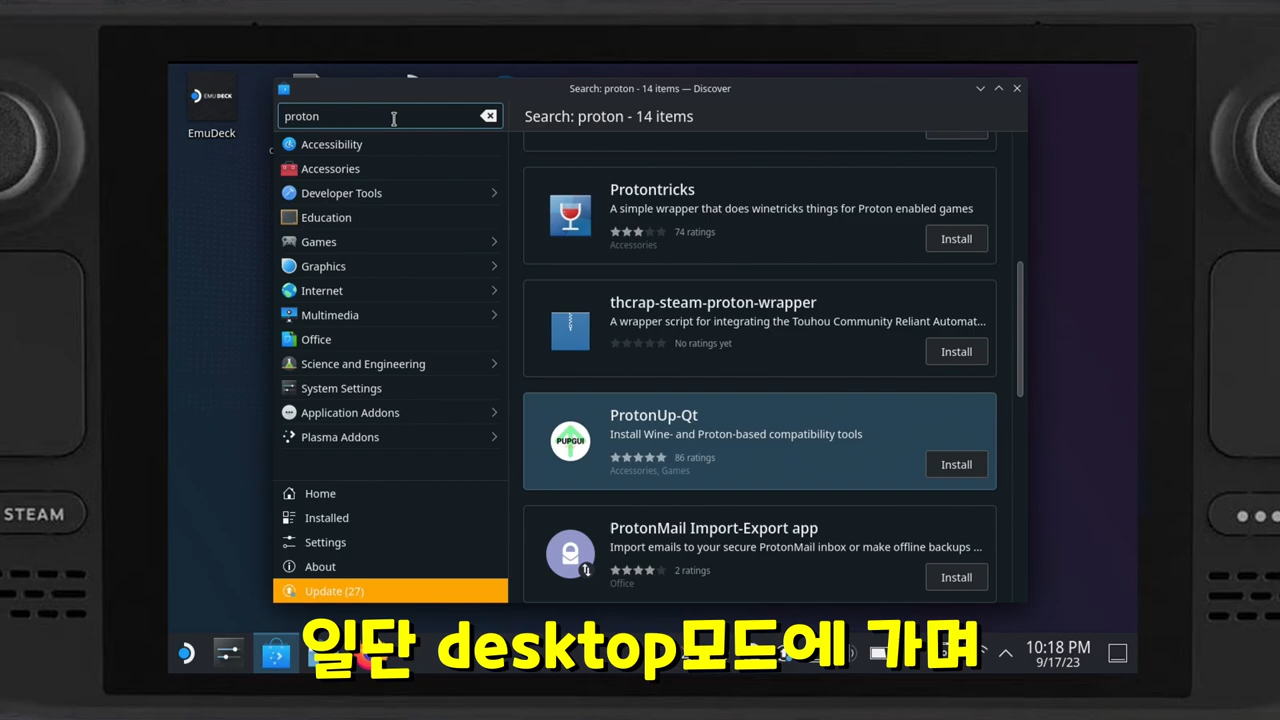 EMU DECK
EmuDeck
Search: proton - 14 items — Discover
proton
Search: proton - 14 items
Accessibility
Accessories
Developer Tools
Education
Games
Graphics
Internet
Multimedia
Office
Science and Engineering
System Settings
Application Addons
Plasma Addons
Home
Installed
Settings
About
Update (27)
Protontricks
A simple wrapper that does winetricks things for Proton enabled games
74 ratings
Accessories
Install
thcrap-steam-proton-wrapper
A wrapper script for integrating the Touhou Community Reliant Automat...
No ratings yet
Install
PUPGUI
ProtonUp-Qt
Install Wine- and Proton-based compatibility tools
86 ratings
Accessories, Games
Install
ProtonMail Import-Export app
Import emails to your secure ProtonMail inbox or make offline backups ...
2 ratings
Office
Install
STEAM
10:18 PM
9/17/23
일단 desktop모드에 가며